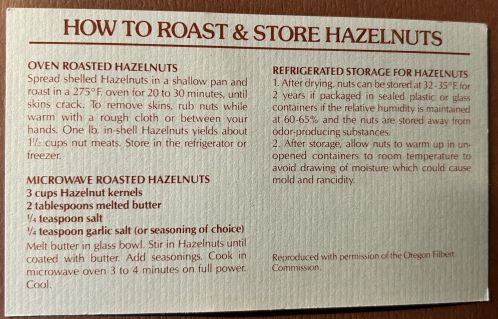 HOW TO ROAST & STORE HAZELNUTS
OVEN ROASTED HAZELNUTS
Spread shelled Hazelnuts in a shallow pan and
roast in a 275°F. oven for 20 to 30 minutes, until
skins crack. To remove skins, rub nuts while
warm with a rough cloth or between your
hands. One lb. in-shell Hazelnuts yields about
1½ cups nut meats. Store in the refrigerator or
freezer.
MICROWAVE ROASTED HAZELNUTS
3 cups Hazelnut kernels
2 tablespoons melted butter
¼ teaspoon salt
¼ teaspoon garlic salt (or seasoning of choice)
Melt butter in glass bowl. Stir in Hazelnuts until
coated with butter. Add seasonings. Cook in
microwave oven 3 to 4 minutes on full power.
Cool.
REFRIGERATED STORAGE FOR HAZELNUTS
1. After drying, nuts can be stored at 32-35°F for
2 years if packaged in sealed plastic or glass
containers if the relative humidity is maintained
at 60-65% and the nuts are stored away from
odor-producing substances.
2. After storage, allow nuts to warm up in un-
opened containers to room temperature to
avoid drawing of moisture which could cause
mold and rancidity.
Reproduced with permission of the Oregon Filbert
Commission.